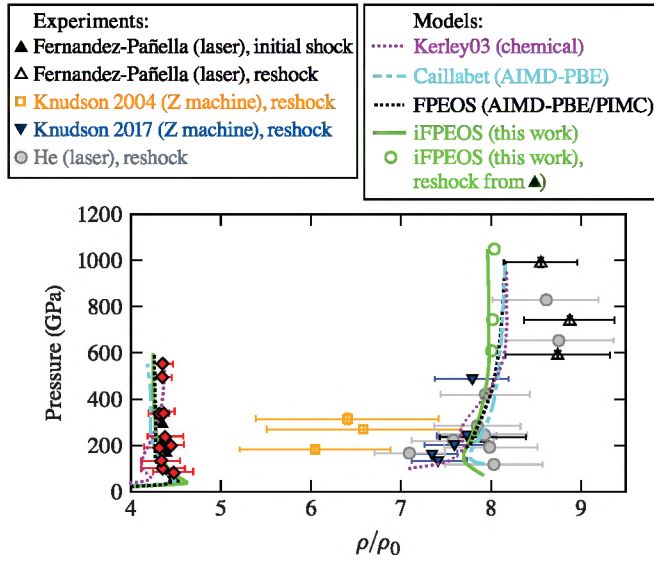 Experiments:
Fernandez-Pañella (laser), initial shock
Fernandez-Pañella (laser), reshock
Knudson 2004 (Z machine), reshock
Knudson 2017 (Z machine), reshock
He (laser), reshock
Models:
Kerley03 (chemical)
Caillabet (AIMD-PBE)
FPEOS (AIMD-PBE/PIMC)
iFPEOS (this work)
iFPEOS (this work),
reshock from ▲)
1200
1000
800
600
400
200
0
Pressure (GPa)
4 5 6 7 8 9
ρ/ρ0